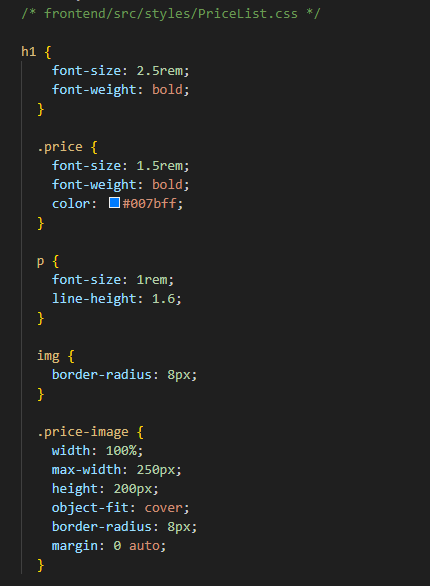 /* frontend/src/styles/PriceList.css */

h1 {
    font-size: 2.5rem;
    font-weight: bold;
  }

  .price {
    font-size: 1.5rem;
    font-weight: bold;
    color: #007bff;
  }

  p {
    font-size: 1rem;
    line-height: 1.6;
  }

  img {
    border-radius: 8px;
  }

  .price-image {
    width: 100%;
    max-width: 250px;
    height: 200px;
    object-fit: cover;
    border-radius: 8px;
    margin: 0 auto;
  }